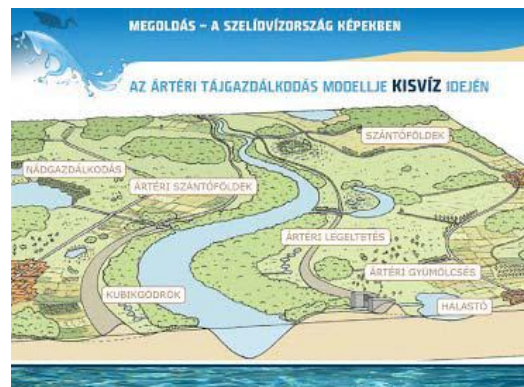 MEGOLDÁS – A SZELÍDVÍZORSZÁG KÉPEKBEN
AZ ÁRTÉRI TÁJGAZDÁLKODÁS MODELLJE KISVÍZ IDEJÉN
SZÁNTÓFÖLDEK
NÁDGAZDÁLKODÁS
ÁRTÉRI SZÁNTÓFÖLDEK
ÁRTÉRI LEGELTETÉS
ÁRTÉRI GYÜMÖLCSÉS
KUBIKGÖDRÖK
HALASTÓ